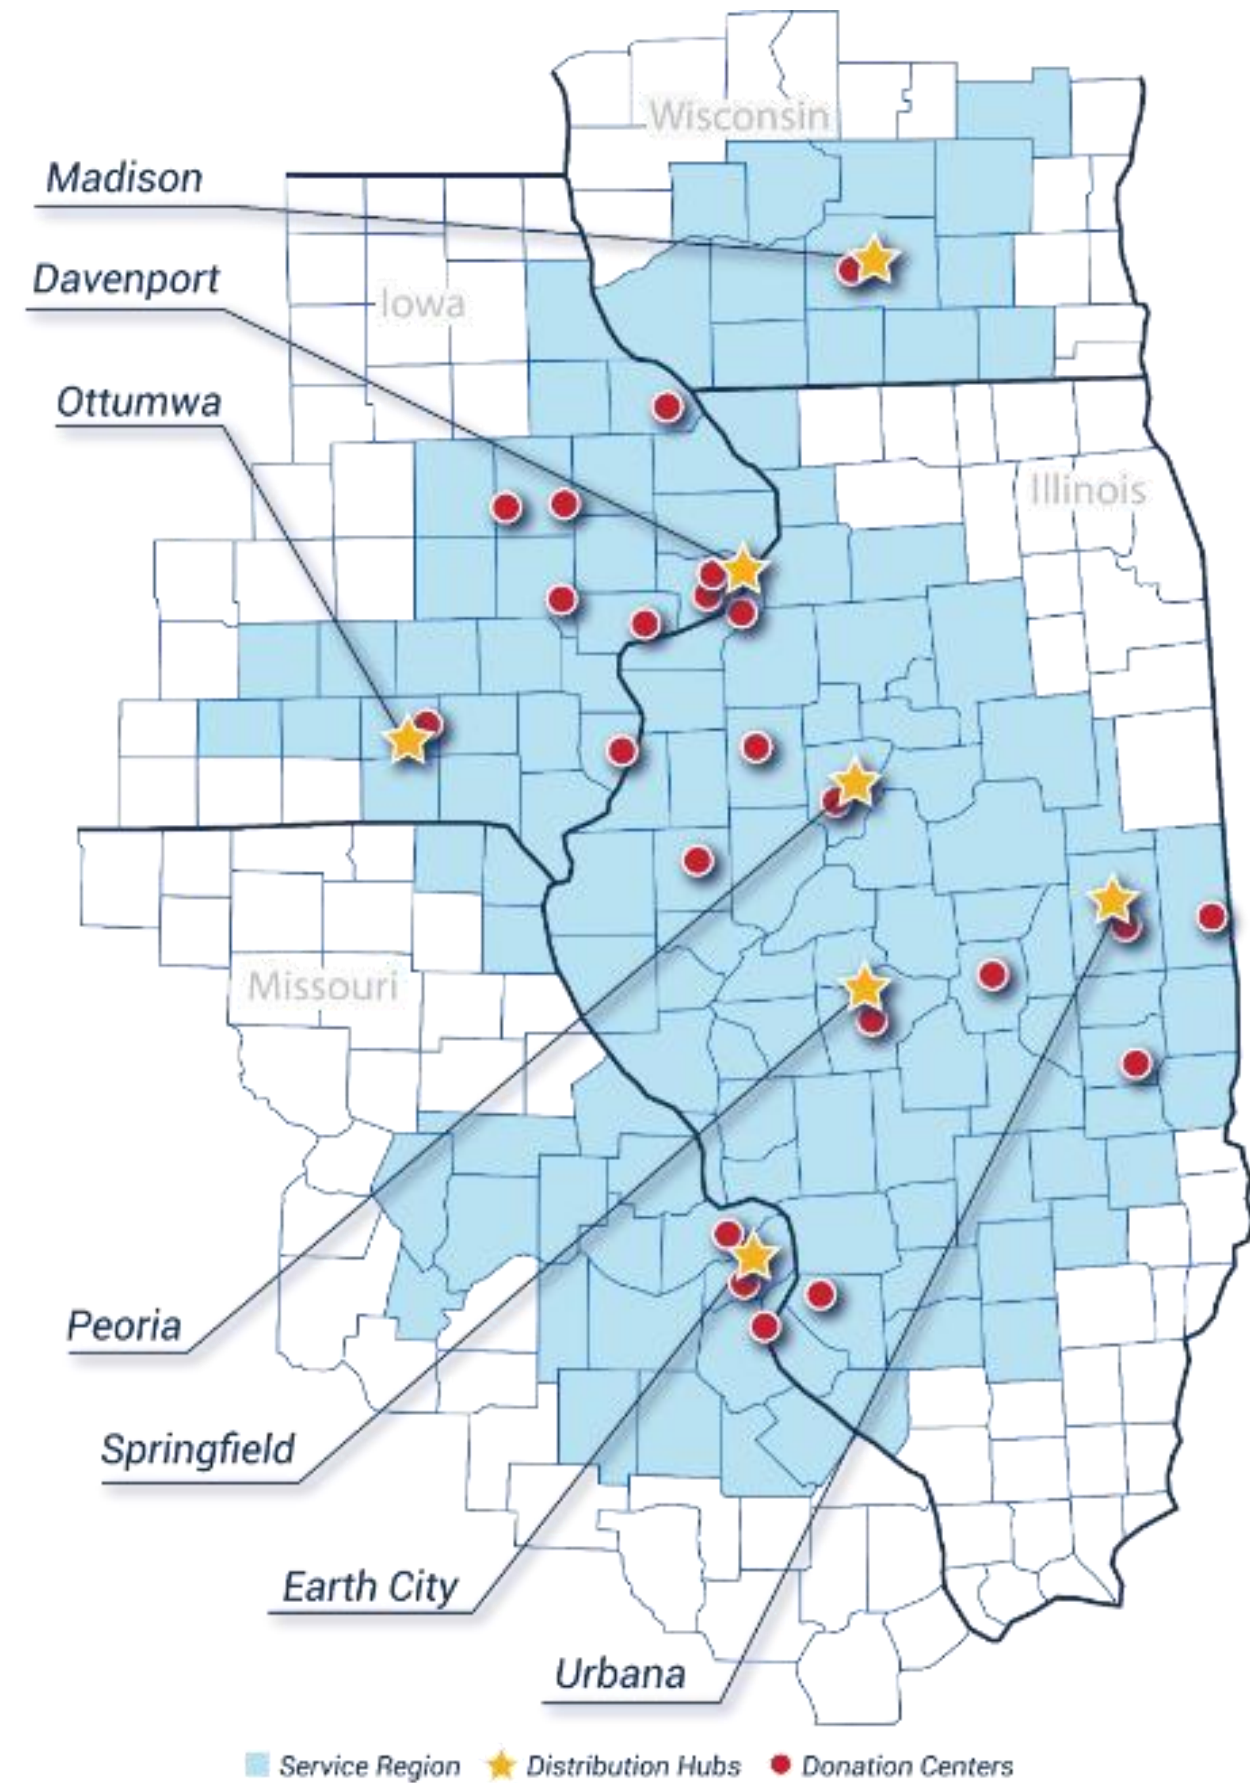 Wisconsin
Madison
Davenport
Iowa
Ottumwa
Illinois
Missouri
Peoria
Springfield
Earth City
Urbana
Service Region Distribution Hubs Donation Centers